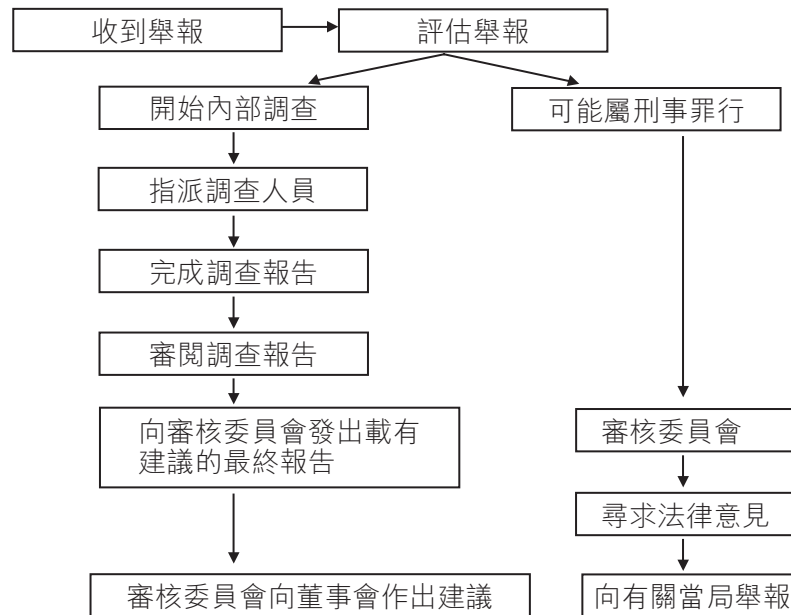 收到舉報
評估舉報
開始內部調查
可能屬刑事罪行
指派調查人員
完成調查報告
審閱調查報告
向審核委員會發出載有
建議的最終報告
審核委員會
尋求法律意見
審核委員會向董事會作出建議
向有關當局舉報